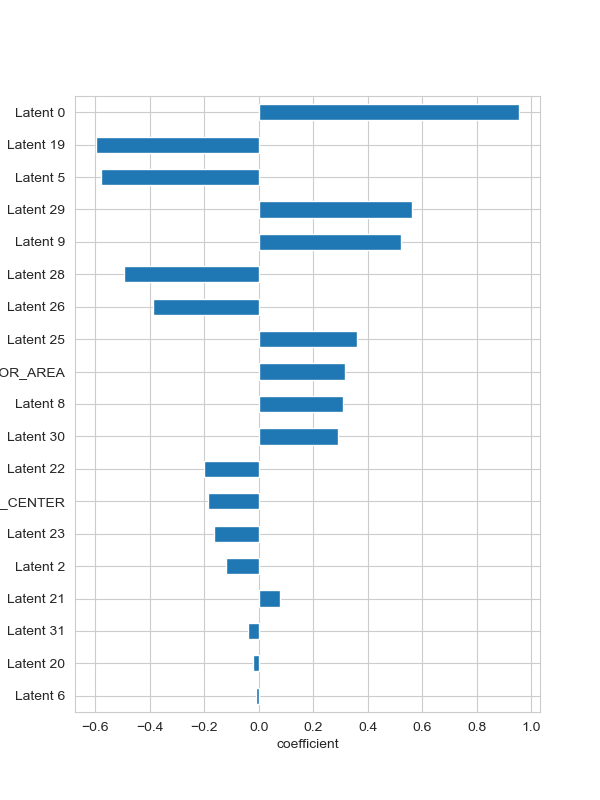 Latent 0
Latent 19
Latent 5
Latent 29
Latent 9
Latent 28
Latent 26
Latent 25
OR_AREA
Latent 8
Latent 30
Latent 22
_CENTER
Latent 23
Latent 2
Latent 21
Latent 31
Latent 20
Latent 6
−0.6 −0.4 −0.2 0.0 0.2 0.4 0.6 0.8 1.0
coefficient